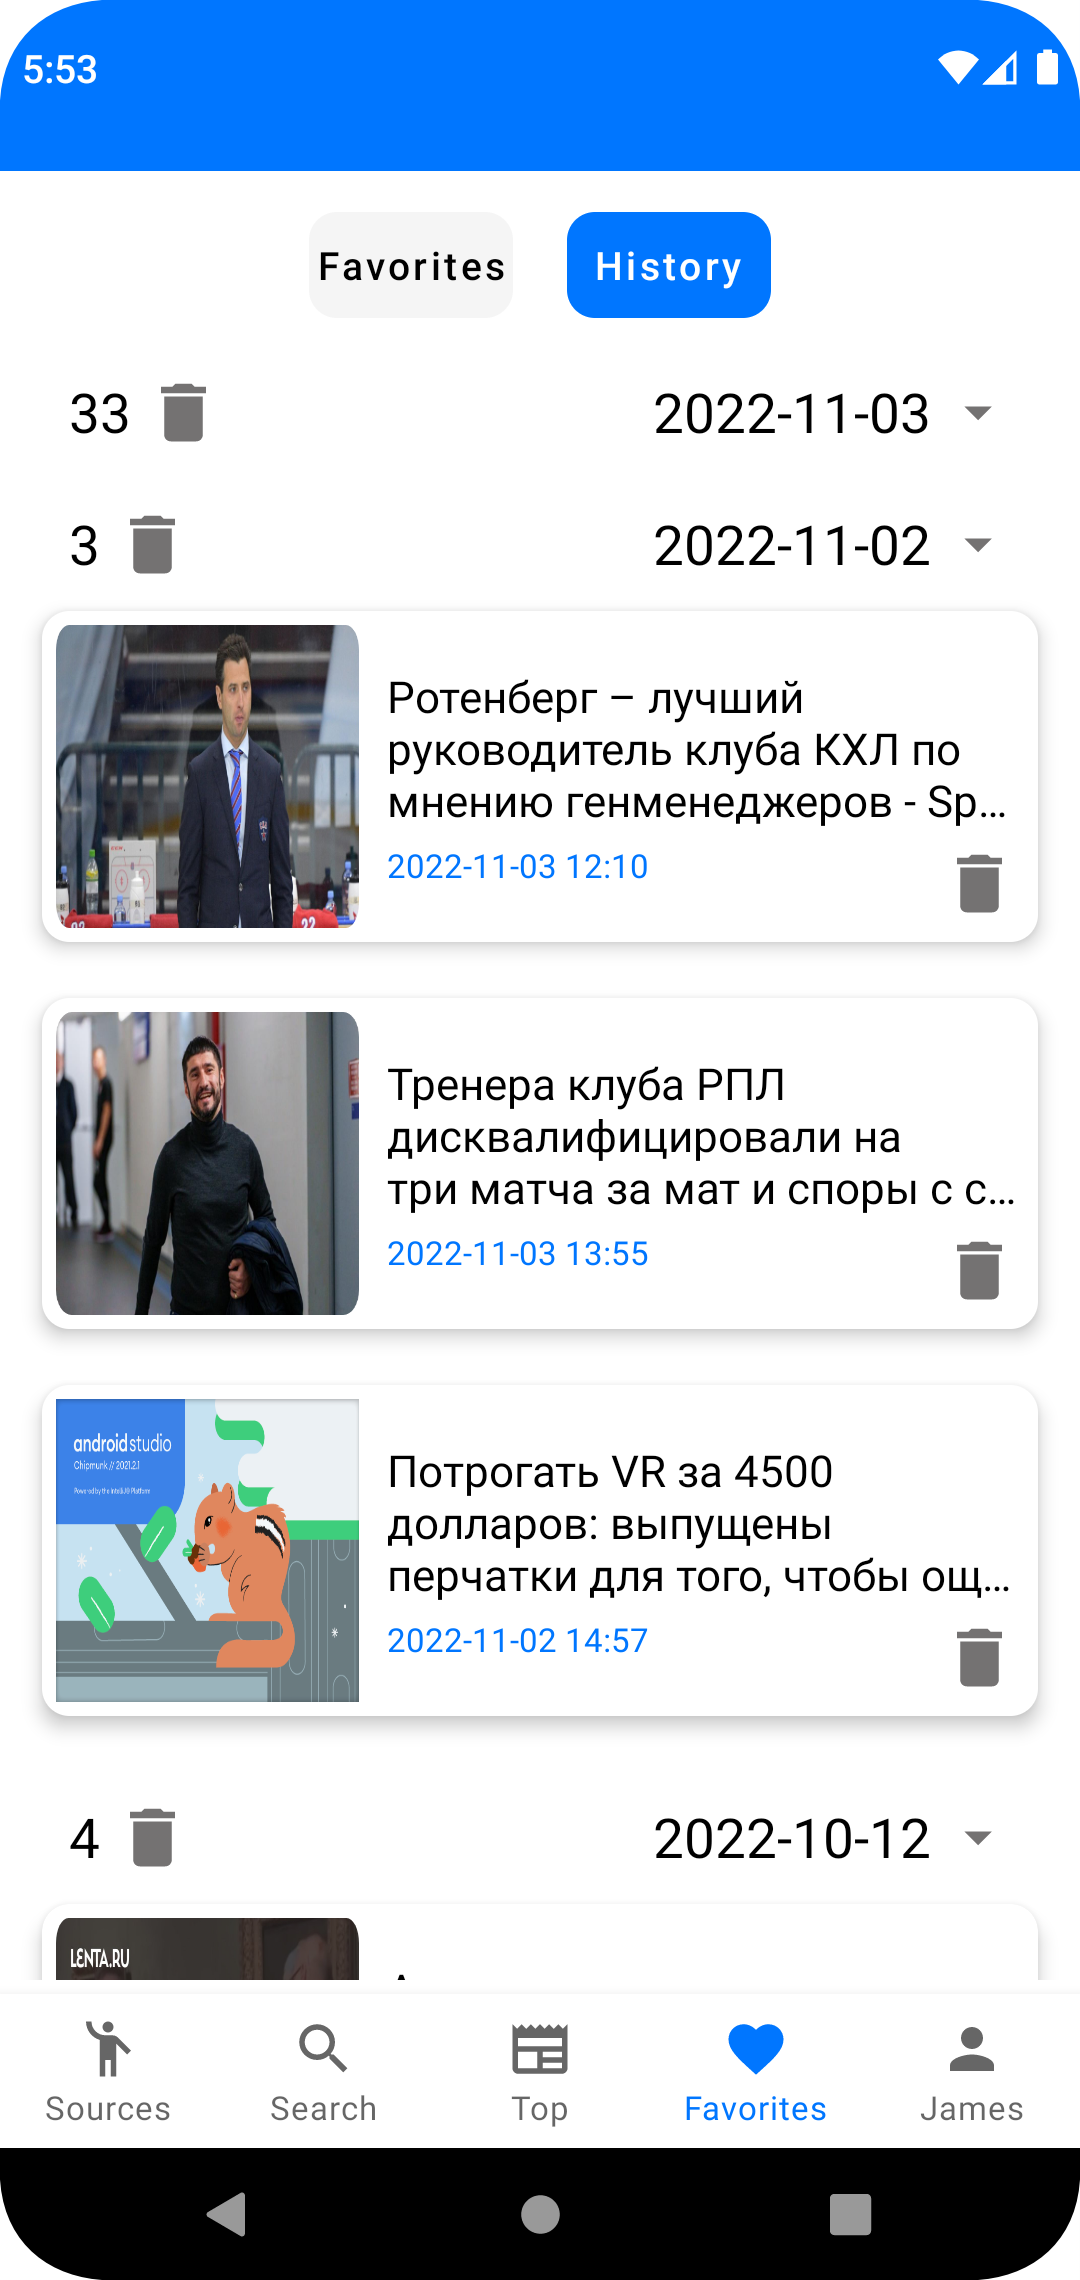 5:53
Favorites
History
33
2022-11-03
3
2022-11-02
Ротенберг – лучший
руководитель клуба КХЛ по
мнению генменеджеров - Sp…
2022-11-03 12:10
Тренера клуба РПЛ
дисквалифицировали на
три матча за мат и споры с с…
2022-11-03 13:55
androidstudio
Chipmunk // 2021.2.1
Powered by the IntelliJ® Platform
Потрогать VR за 4500
долларов: выпущены
перчатки для того, чтобы ощ…
2022-11-02 14:57
4
2022-10-12
LENTA.RU
Sources
Search
Top
Favorites
James